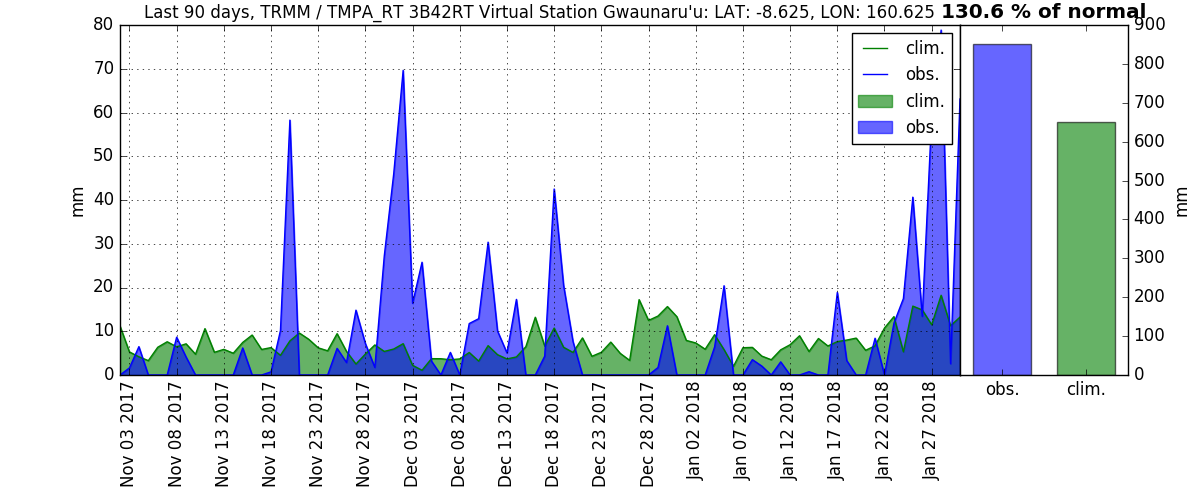 Last 90 days, TRMM / TMPA_RT 3B42RT Virtual Station Gwaunaru'u: LAT: -8.625, LON: 160.625 130.6 % of normal
80
70
60
50
40
30
20
10
0
mm
clim.
obs.
clim.
obs.
900
800
700
600
500
400
300
200
100
0
mm
Nov 03 2017
Nov 08 2017
Nov 13 2017
Nov 18 2017
Nov 23 2017
Nov 28 2017
Dec 03 2017
Dec 08 2017
Dec 13 2017
Dec 18 2017
Dec 23 2017
Dec 28 2017
Jan 02 2018
Jan 07 2018
Jan 12 2018
Jan 17 2018
Jan 22 2018
Jan 27 2018
obs.
clim.